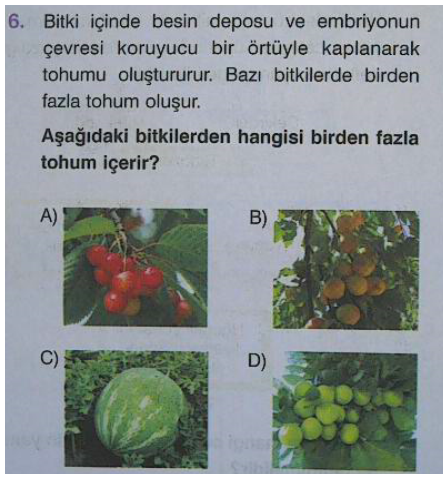 6. Bitki içinde besin deposu ve embriyonun
çevresi koruyucu bir örtüyle kaplanarak
tohumu oluştururur. Bazı bitkilerde birden
fazla tohum oluşur.
Aşağıdaki bitkilerden hangisi birden fazla
tohum içerir?
A)
B)
C)
D)